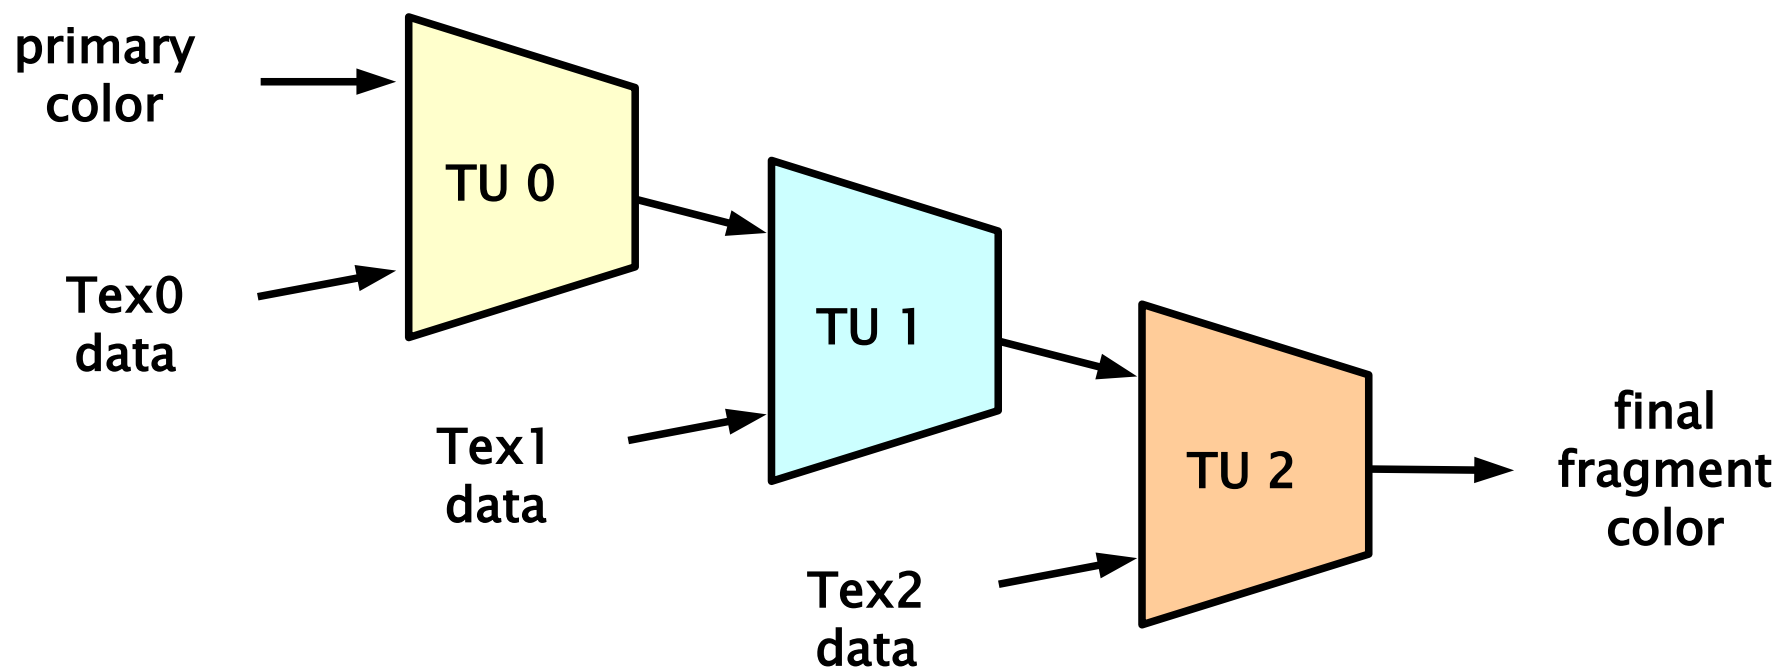 primary
color
TU 0
Tex0
data
TU 1
Tex1
data
TU 2
Tex2
data
final
fragment
color